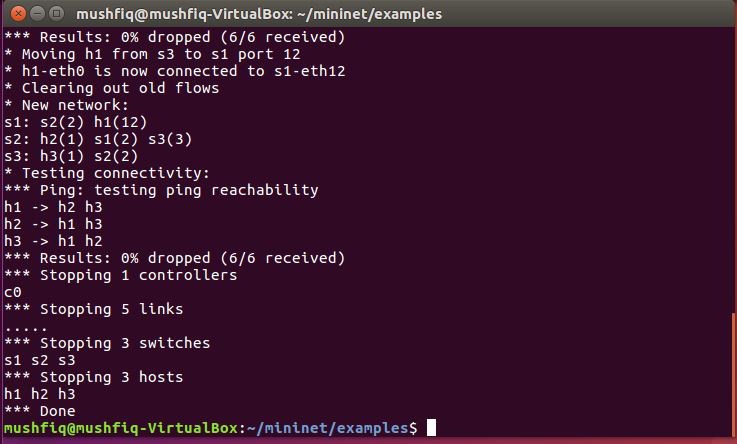 mushfiq@mushfiq-VirtualBox: ~/mininet/examples
*** Results: 0% dropped (6/6 received)
* Moving h1 from s3 to s1 port 12
* h1-eth0 is now connected to s1-eth12
* Clearing out old flows
* New network:
s1: s2(2) h1(12)
s2: h2(1) s1(2) s3(3)
s3: h3(1) s2(2)
* Testing connectivity:
*** Ping: testing ping reachability
h1 -> h2 h3
h2 -> h1 h3
h3 -> h1 h2
*** Results: 0% dropped (6/6 received)
*** Stopping 1 controllers
c0
*** Stopping 5 links
.....
*** Stopping 3 switches
s1 s2 s3
*** Stopping 3 hosts
h1 h2 h3
*** Done
mushfiq@mushfiq-VirtualBox:~/mininet/examples$